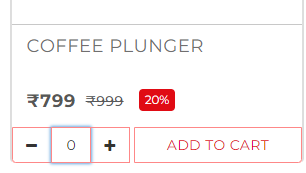 COFFEE PLUNGER
₹799 ₹999 20%
- 0 + ADD TO CART